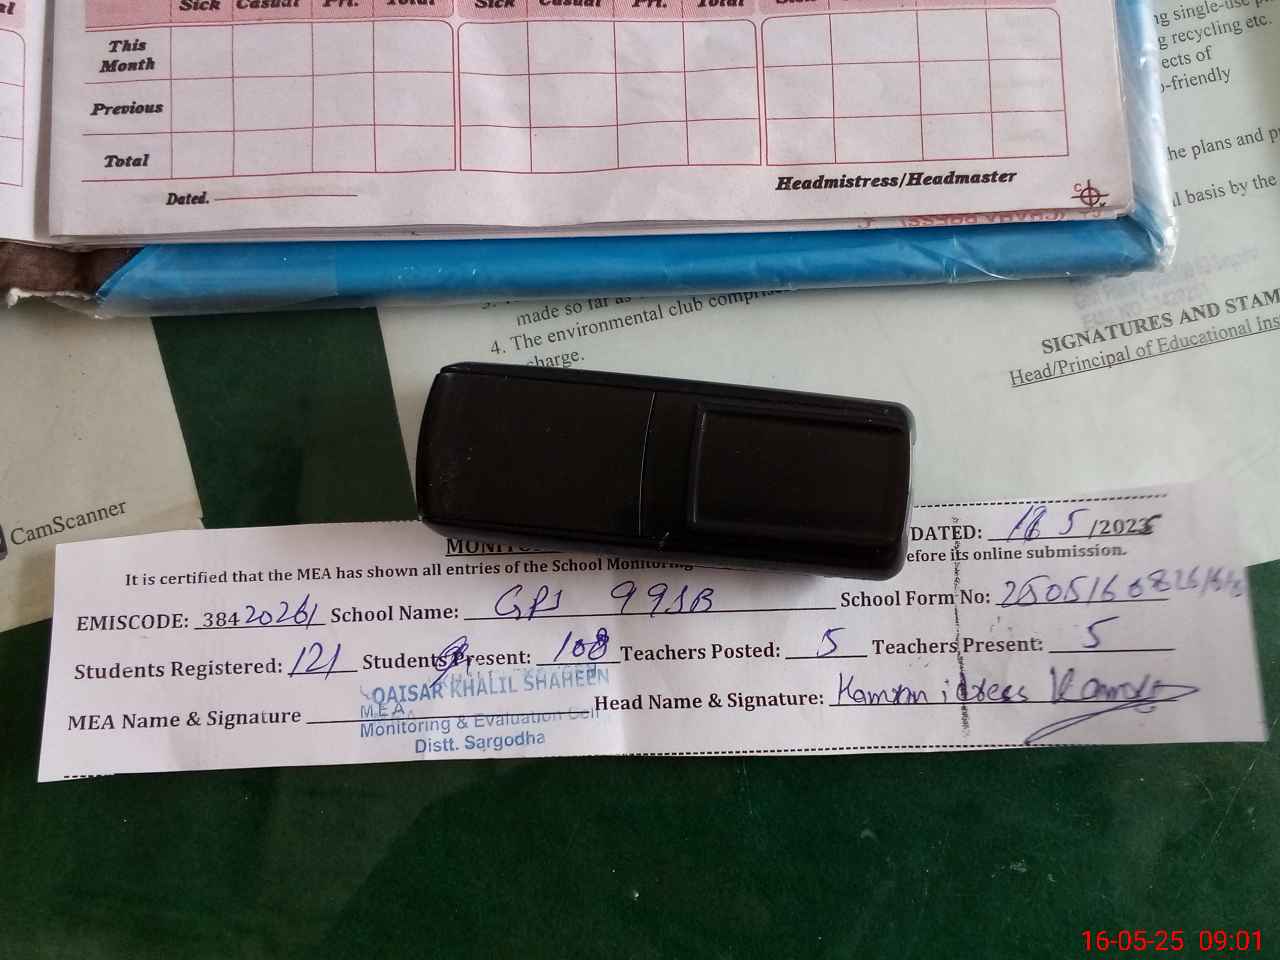 Sick Casual Pri. Total Sick Casual Pri. Total
This Month
Previous
Total
Dated.
Headmistress/Headmaster
ng single-use
g recycling etc.
ects of
o-friendly
he plans and
l basis by the
made so far as
4. The environmental club
charge.
SIGNATURES AND STAM
Head/Principal of Educational Ins
CamScanner
DATED: 16 5 /2025
It is certified that the MEA has shown all entries of the School Monitoring efore its online submission.
EMISCODE: 38420261 School Name: GPS 99SB School Form No:
Students Registered: 121 Students Present: 108 Teachers Posted: 5 Teachers Present: 5
MEA Name & Signature Head Name & Signature: Kamran idrees
QAISAR KHALIL SHAHEEN
MEA
Monitoring & Evaluation Cell
Distt. Sargodha
16-05-25 09:01